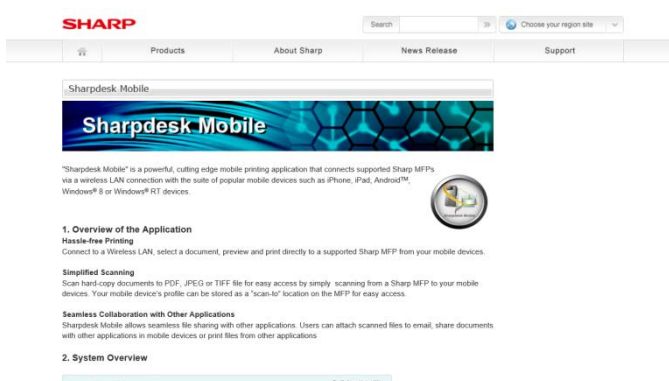 SHARP
Search
Choose your region site
Products
About Sharp
News Release
Support
Sharpdesk Mobile
Sharpdesk Mobile
"Sharpdesk Mobile" is a powerful, cutting edge mobile printing application that connects supported Sharp MFPs
via a wireless LAN connection with the suite of popular mobile devices such as iPhone, iPad, Android™,
Windows® 8 or Windows® RT devices.
Sharpdesk Mobile
1. Overview of the Application
Hassle-free Printing
Connect to a Wireless LAN, select a document, preview and print directly to a supported Sharp MFP from your mobile devices.
Simplified Scanning
Scan hard-copy documents to PDF, JPEG or TIFF file for easy access by simply scanning from a Sharp MFP to your mobile
devices. Your mobile device's profile can be stored as a "scan-to" location on the MFP for easy access.
Seamless Collaboration with Other Applications
Sharpdesk Mobile allows seamless file sharing with other applications. Users can attach scanned files to email, share documents
with other applications in mobile devices or print files from other applications
2. System Overview